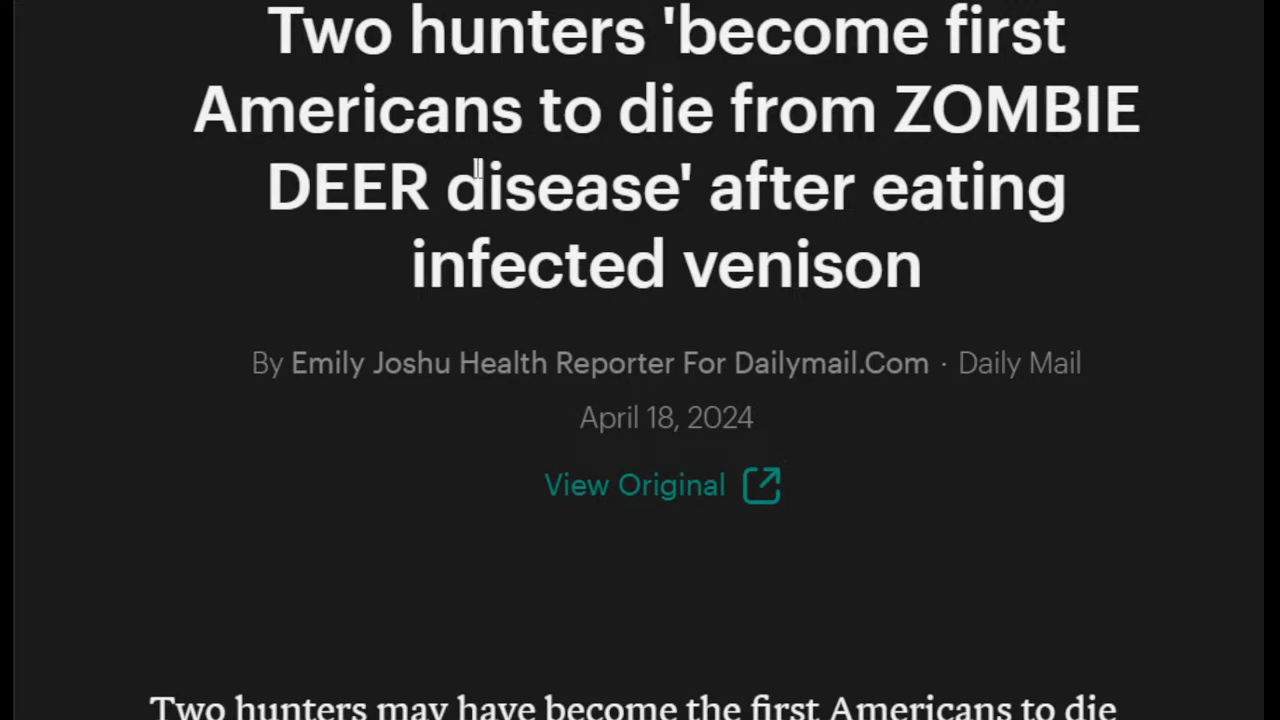 Two hunters 'become first
Americans to die from ZOMBIE
DEER disease' after eating
infected venison
By Emily Joshu Health Reporter For Dailymail.Com · Daily Mail
April 18, 2024
View Original
Two hunters may have become the first Americans to die